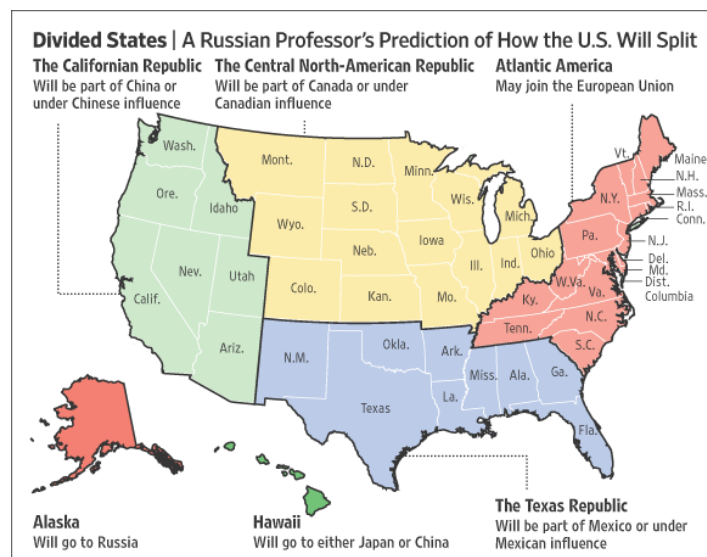 Divided States | A Russian Professor's Prediction of How the U.S. Will Split
The Californian Republic
Will be part of China or
under Chinese influence
The Central North-American Republic
Will be part of Canada or under
Canadian influence
Atlantic America
May join the European Union
Wash.
Mont.
N.D.
Minn.
Vt.
Maine
N.H.
Mass.
R.I.
Conn.
Ore.
Idaho
Wyo.
S.D.
Wis.
Mich.
N.Y.
Pa.
N.J.
Del.
Md.
Dist.
Columbia
Nev.
Utah
Neb.
Iowa
Ill.
Ind.
Ohio
W.Va.
Va.
Calif.
Colo.
Kan.
Mo.
Ky.
N.C.
Tenn.
S.C.
Ariz.
N.M.
Okla.
Ark.
Miss.
Ala.
Ga.
Texas
La.
Fla.
Alaska
Will go to Russia
Hawaii
Will go to either Japan or China
The Texas Republic
Will be part of Mexico or under
Mexican influence